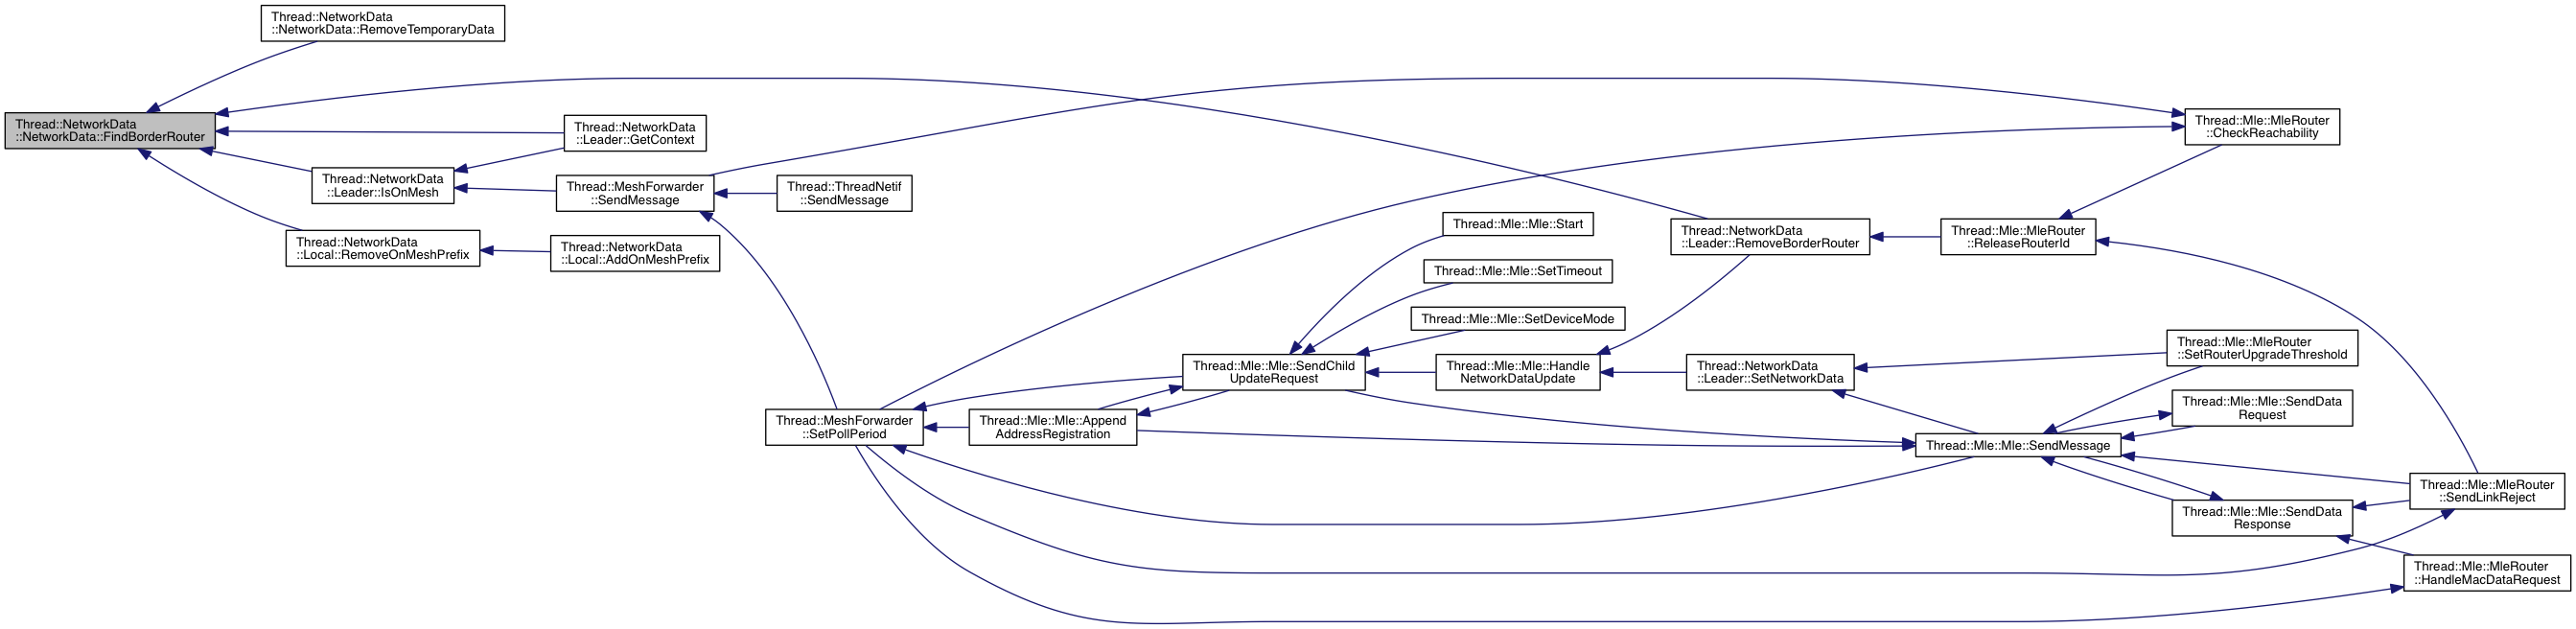 Thread::NetworkData
::NetworkData::RemoveTemporaryData
Thread::NetworkData
::NetworkData::FindBorderRouter
Thread::NetworkData
::Leader::GetContext
Thread::NetworkData
::Leader::IsOnMesh
Thread::MeshForwarder
::SendMessage
Thread::ThreadNetif
::SendMessage
Thread::NetworkData
::Local::RemoveOnMeshPrefix
Thread::NetworkData
::Local::AddOnMeshPrefix
Thread::MeshForwarder
::SetPollPeriod
Thread::Mle::Mle::Append
AddressRegistration
Thread::Mle::Mle::SendChild
UpdateRequest
Thread::Mle::Mle::Start
Thread::Mle::Mle::SetTimeout
Thread::Mle::Mle::SetDeviceMode
Thread::Mle::Mle::Handle
NetworkDataUpdate
Thread::NetworkData
::Leader::RemoveBorderRouter
Thread::NetworkData
::Leader::SetNetworkData
Thread::Mle::MleRouter
::ReleaseRouterId
Thread::Mle::Mle::SendMessage
Thread::Mle::MleRouter
::CheckReachability
Thread::Mle::MleRouter
::SetRouterUpgradeThreshold
Thread::Mle::Mle::SendData
Request
Thread::Mle::Mle::SendData
Response
Thread::Mle::MleRouter
::SendLinkReject
Thread::Mle::MleRouter
::HandleMacDataRequest